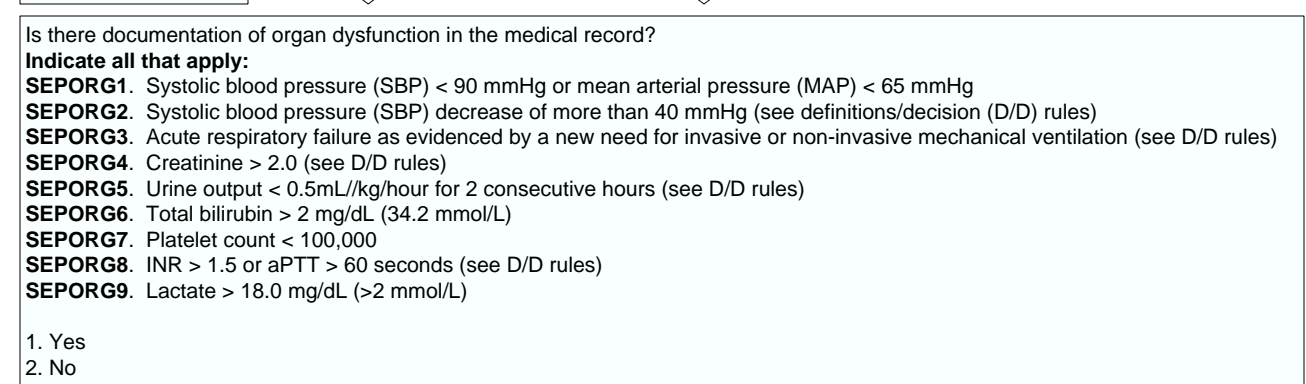 Is there documentation of organ dysfunction in the medical record?
Indicate all that apply:
SEPORG1.  Systolic blood pressure (SBP) < 90 mmHg or mean arterial pressure (MAP) < 65 mmHg
SEPORG2.  Systolic blood pressure (SBP) decrease of more than 40 mmHg (see definitions/decision (D/D) rules)
SEPORG3.  Acute respiratory failure as evidenced by a new need for invasive or non-invasive mechanical ventilation (see D/D rules)
SEPORG4.  Creatinine > 2.0 (see D/D rules)
SEPORG5.  Urine output < 0.5mL//kg/hour for 2 consecutive hours (see D/D rules)
SEPORG6.  Total bilirubin > 2 mg/dL (34.2 mmol/L)
SEPORG7.  Platelet count < 100,000
SEPORG8.  INR > 1.5 or aPTT > 60 seconds (see D/D rules)
SEPORG9.  Lactate > 18.0 mg/dL (>2 mmol/L)
1. Yes
2. No